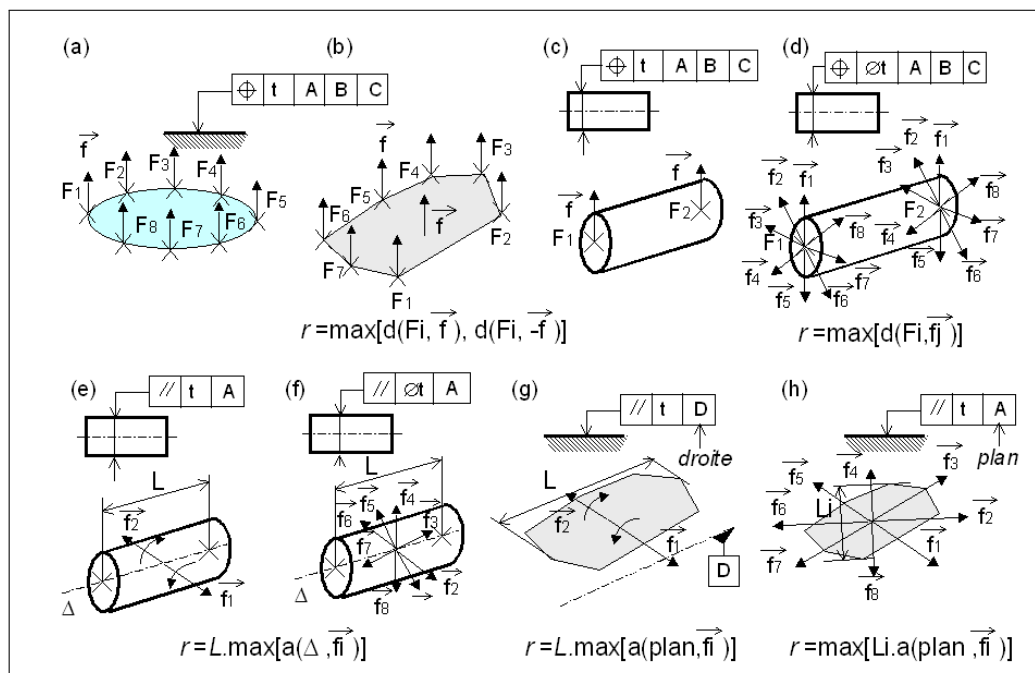 (a)
(b)
(c)
(d)
⌖ t A B C
⌖ t A B C
⌖ ⌀t A B C
f
F1
F2
F3
F4
F5
F8
F7
F6
f
F4
F3
F5
F6
f
F2
F7
F1
f
F1
f
F2
f2
f1
f3
F1
f4
f5
f6
f7
f8
f2
f1
f3
F2
f8
f7
f4
f5
f6
r =max[d(Fi, f), d(Fi, -f)]
r =max[d(Fi,fj)]
(e)
(f)
(g)
(h)
// t A
// ⌀t A
// t D
// t A
droite
plan
L
f2
f1
Δ
L
f6
f5
f4
f3
f7
f2
f8
Δ
L
f2
f1
D
f5
f4
f3
f6
Li
f2
f7
f1
f8
r =L.max[a(Δ ,fi )]
r =L.max[a(plan,fi)]
r=max[Li.a(plan ,fi )]